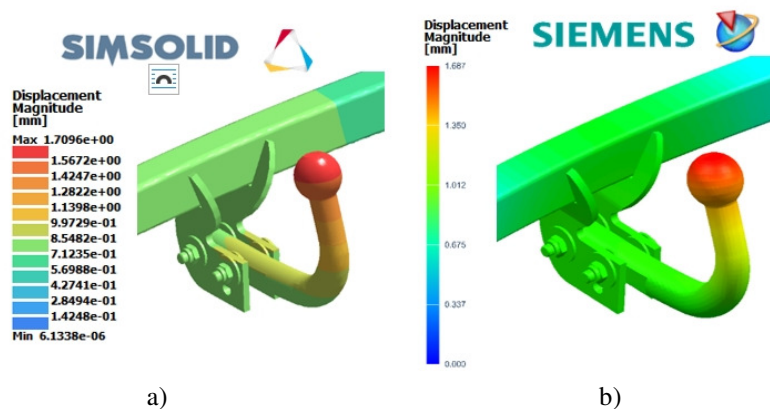 SIMSOLID
Displacement
Magnitude
[mm]
Max 1.7096e+00
1.5672e+00
1.4247e+00
1.2822e+00
1.1398e+00
9.9729e-01
8.5482e-01
7.1235e-01
5.6988e-01
4.2741e-01
2.8494e-01
1.4248e-01
Min 6.1338e-06
a)
Displacement
Magnitude
[mm]
SIEMENS
1.687
1.350
1.012
0.675
0.337
0.000
b)